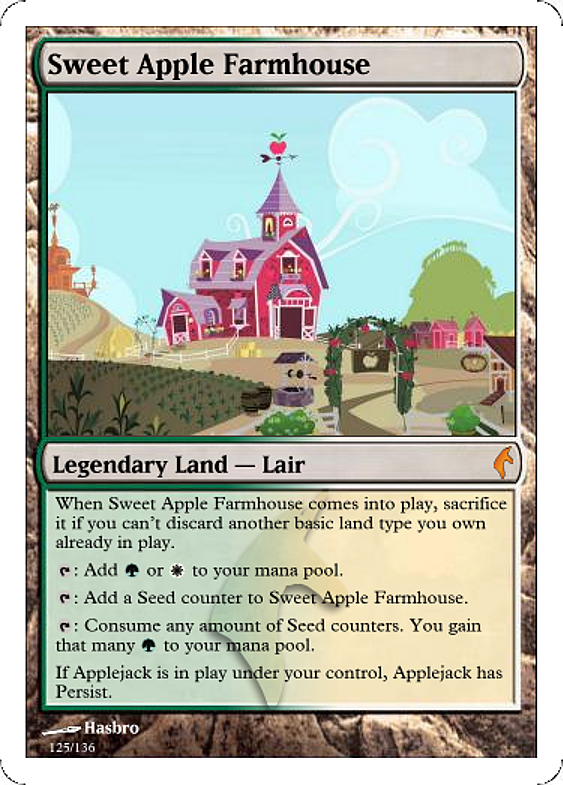 Sweet Apple Farmhouse
Legendary Land — Lair
When Sweet Apple Farmhouse comes into play, sacrifice
it if you can't discard another basic land type you own
already in play.
: Add or to your mana pool.
: Add a Seed counter to Sweet Apple Farmhouse.
: Consume any amount of Seed counters. You gain
that many to your mana pool.
If Applejack is in play under your control, Applejack has
Persist.
Hasbro
125/136